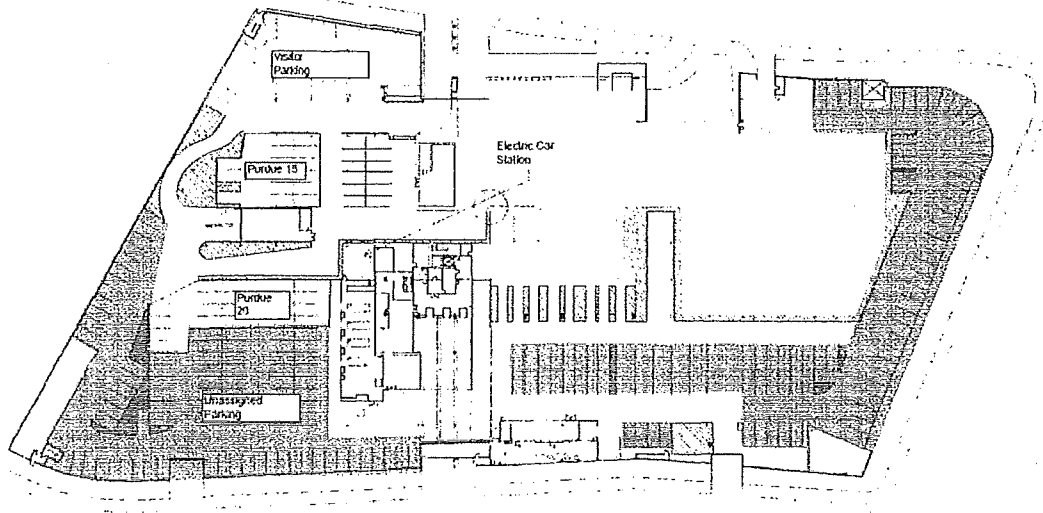 Visitor
Parking
Electric Car
Station
Purdue 15
Purdue
20
Unassigned
Parking